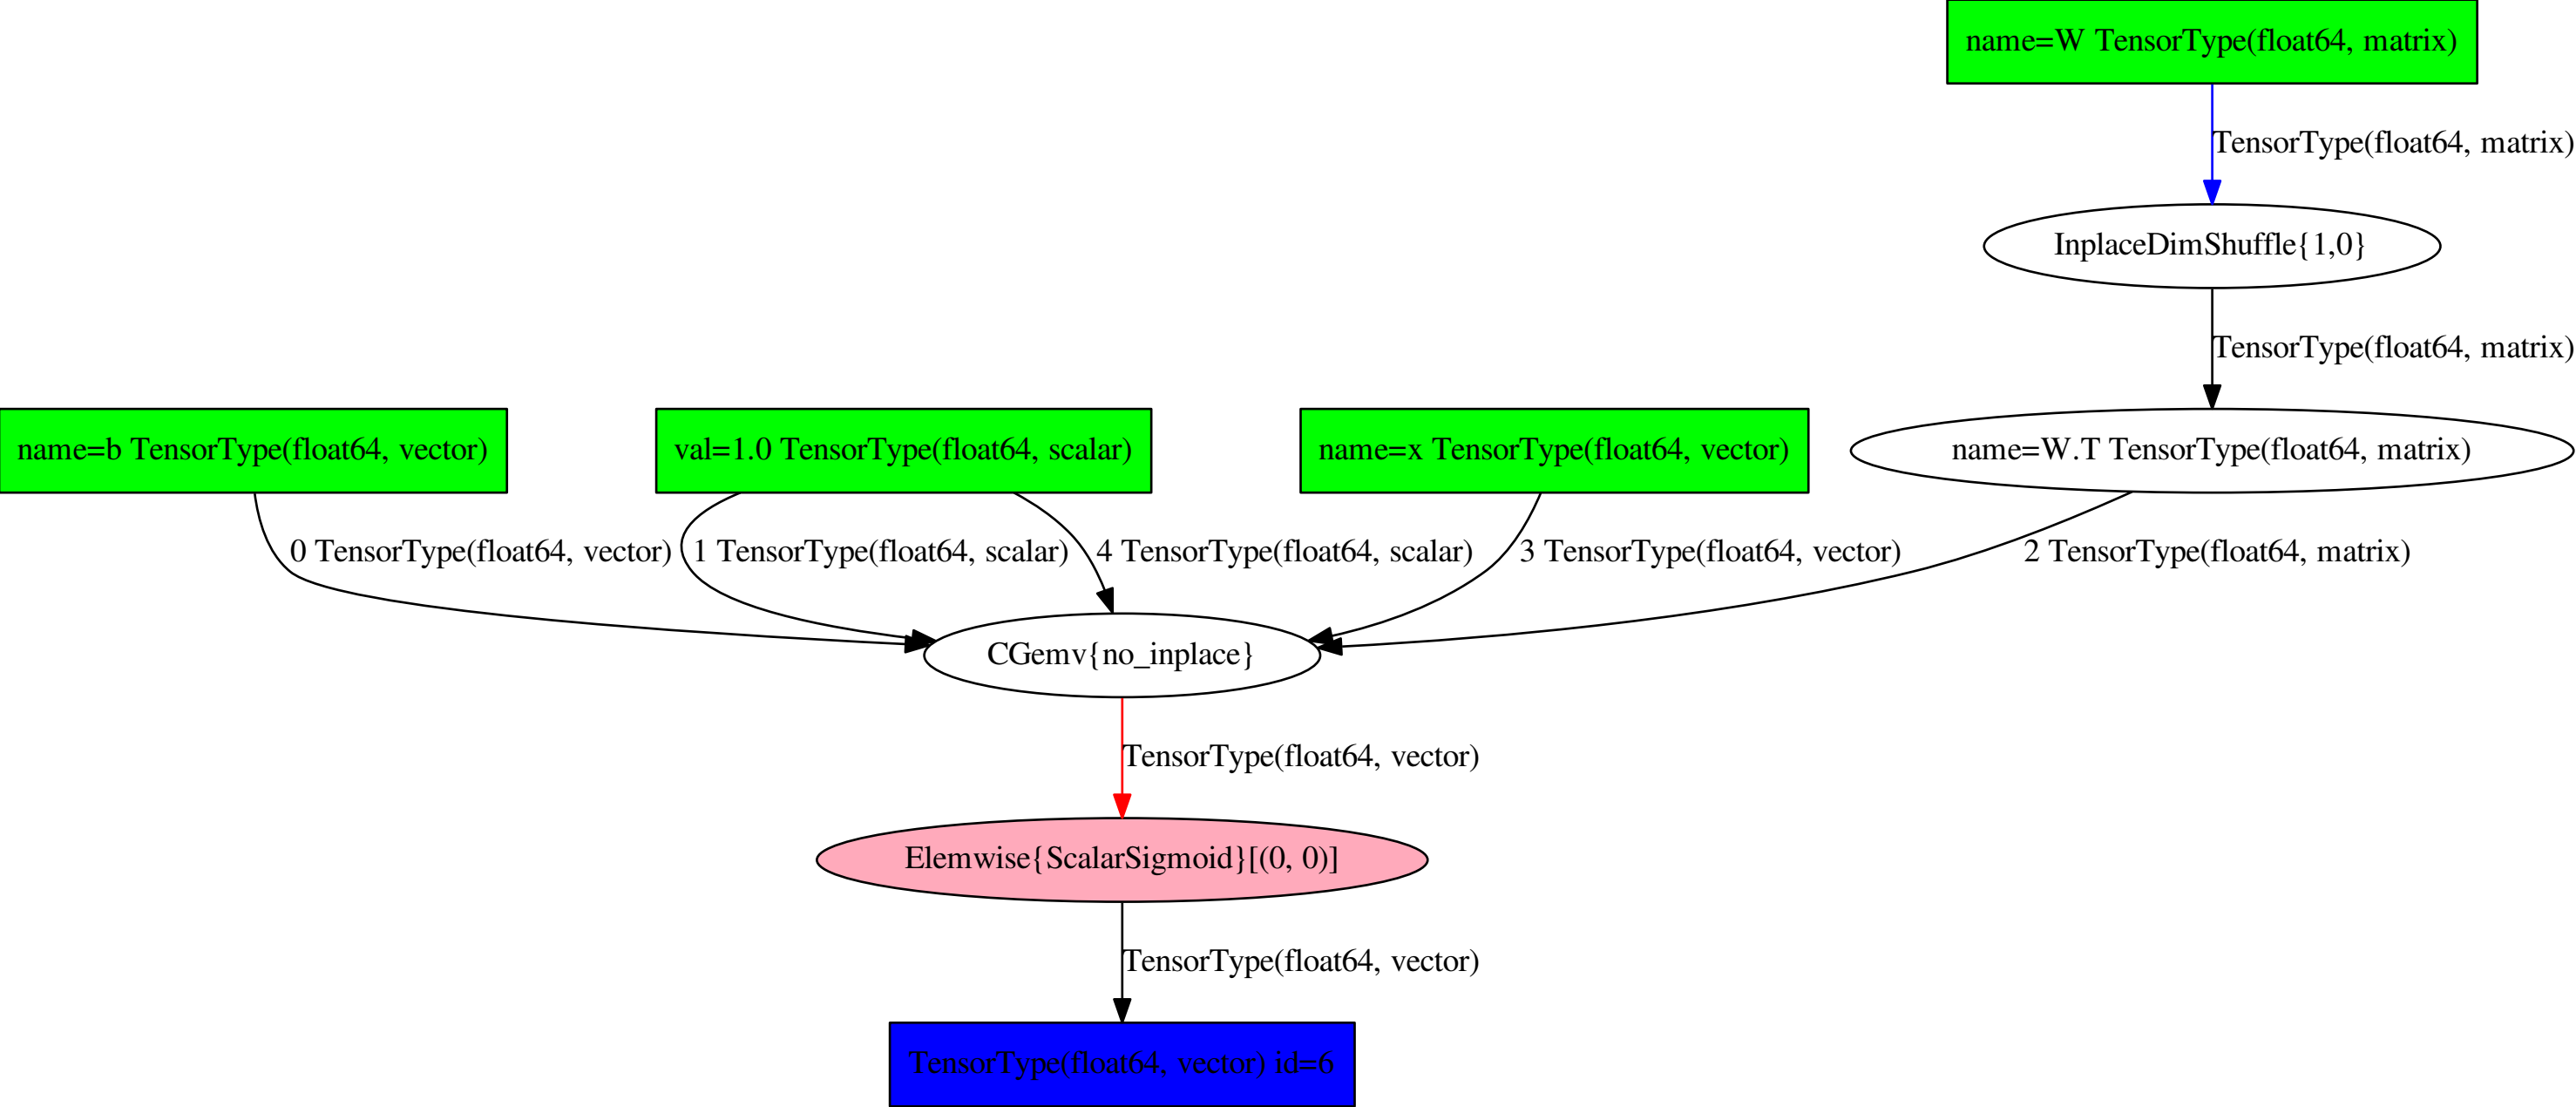 name=W TensorType(float64, matrix)
TensorType(float64, matrix)
InplaceDimShuffle{1,0}
TensorType(float64, matrix)
name=b TensorType(float64, vector)
val=1.0 TensorType(float64, scalar)
name=x TensorType(float64, vector)
name=W.T TensorType(float64, matrix)
0 TensorType(float64, vector)
1 TensorType(float64, scalar)
4 TensorType(float64, scalar)
3 TensorType(float64, vector)
2 TensorType(float64, matrix)
CGemv{no_inplace}
TensorType(float64, vector)
Elemwise{ScalarSigmoid}[(0, 0)]
TensorType(float64, vector)
TensorType(float64, vector) id=6